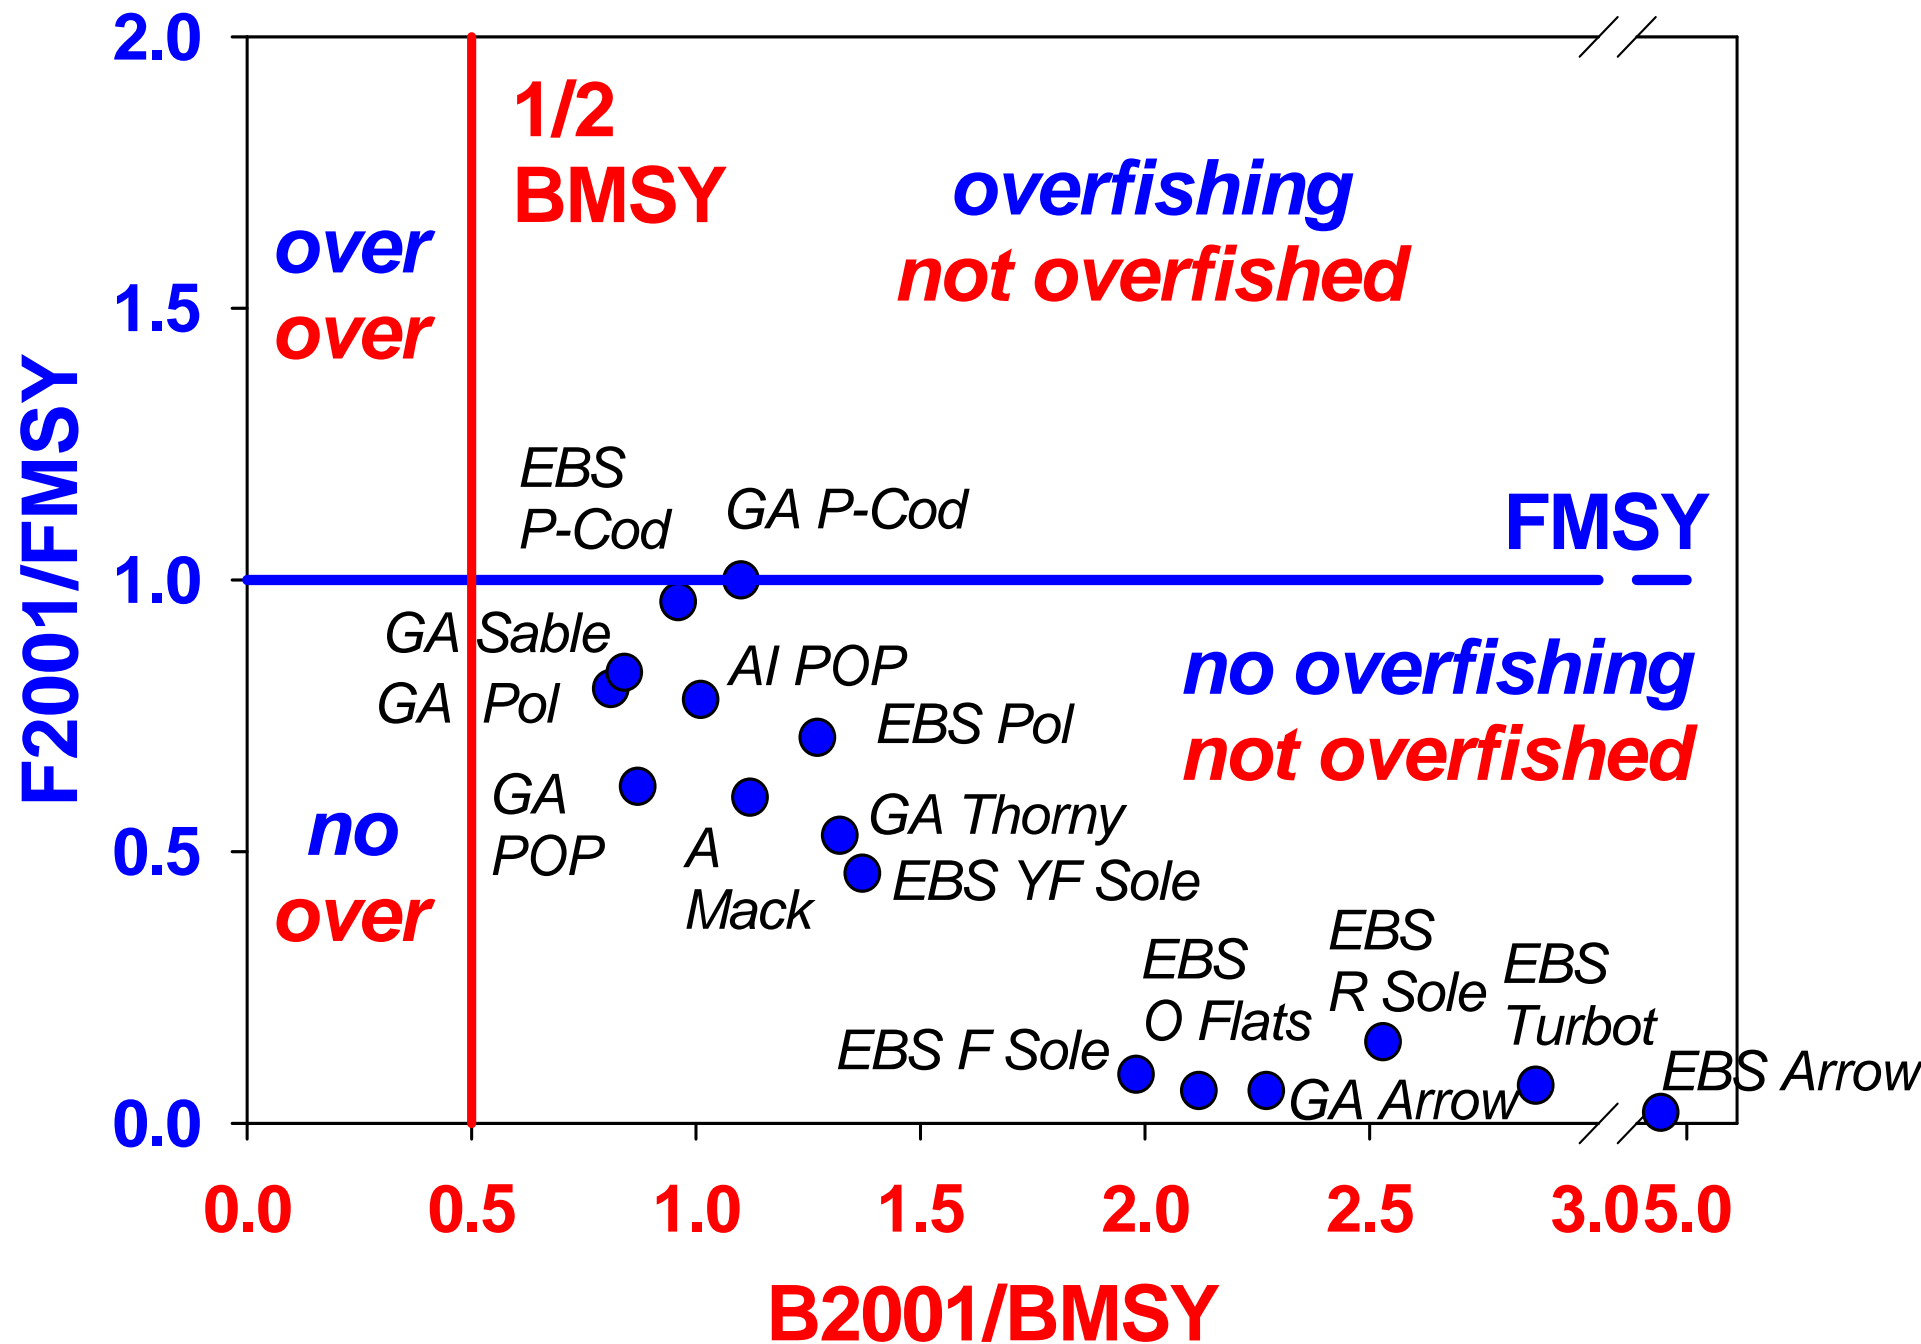 2.0
1.5
1.0
0.5
0.0
F2001/FMSY
1/2
BMSY
over
over
overfishing
not overfished
EBS
P-Cod
GA P-Cod
FMSY
GA Sable
GA Pol
AI POP
EBS Pol
no overfishing
not overfished
no
over
GA
POP
A
Mack
GA Thorny
EBS YF Sole
EBS F Sole
EBS
O Flats
GA Arrow
EBS
R Sole
EBS
Turbot
EBS Arrow
0.0 0.5 1.0 1.5 2.0 2.5 3.0 5.0
B2001/BMSY